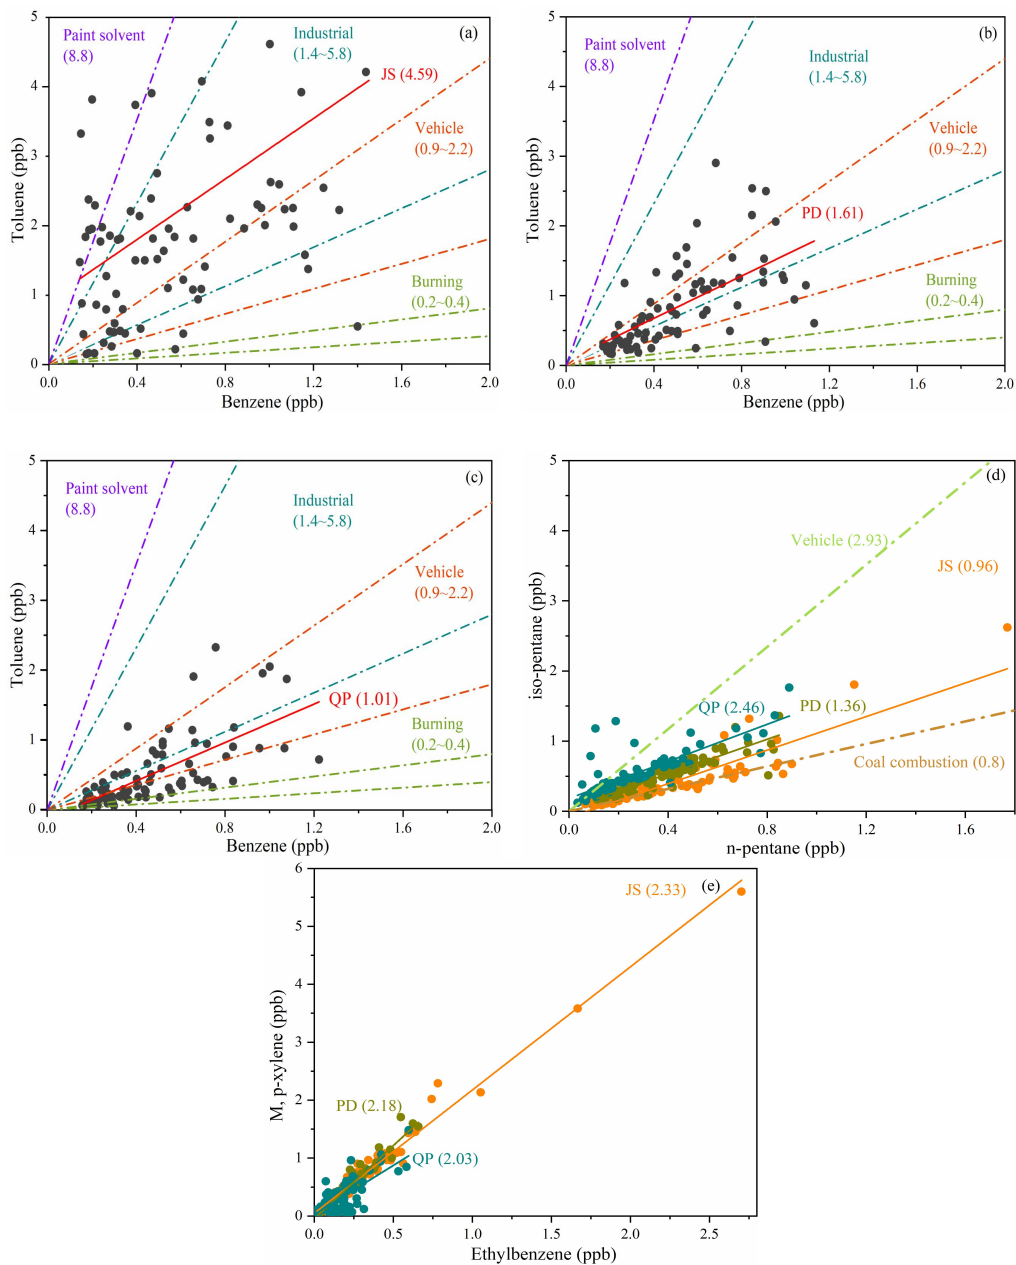 (a)
Paint solvent
(8.8)
Industrial
(1.4~5.8)
JS (4.59)
Vehicle
(0.9~2.2)
Burning
(0.2~0.4)
Toluene (ppb)
5
4
3
2
1
0
0.0
0.4
0.8
1.2
1.6
2.0
Benzene (ppb)
(b)
Paint solvent
(8.8)
Industrial
(1.4~5.8)
Vehicle
(0.9~2.2)
PD (1.61)
Burning
(0.2~0.4)
Toluene (ppb)
5
4
3
2
1
0
0.0
0.4
0.8
1.2
1.6
2.0
Benzene (ppb)
(c)
Paint solvent
(8.8)
Industrial
(1.4~5.8)
Vehicle
(0.9~2.2)
QP (1.01)
Burning
(0.2~0.4)
Toluene (ppb)
5
4
3
2
1
0
0.0
0.4
0.8
1.2
1.6
2.0
Benzene (ppb)
(d)
Vehicle (2.93)
JS (0.96)
QP (2.46)
PD (1.36)
Coal combustion (0.8)
iso-pentane (ppb)
5
4
3
2
1
0
0.0
0.4
0.8
1.2
1.6
n-pentane (ppb)
(e)
JS (2.33)
PD (2.18)
QP (2.03)
M, p-xylene (ppb)
6
5
4
3
2
1
0
0.0
0.5
1.0
1.5
2.0
2.5
Ethylbenzene (ppb)